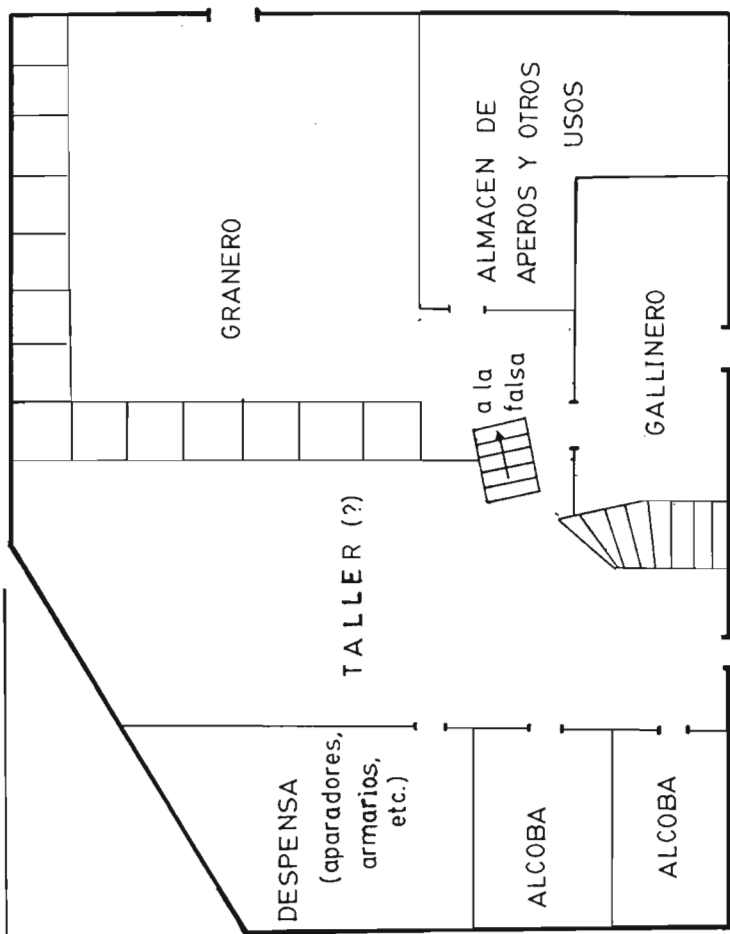 GRANERO
ALMACEN DE
APEROS Y OTROS
USOS
a la
falsa
GALLINERO
TALLER (?)
DESPENSA
(aparadores,
armarios,
etc.)
ALCOBA
ALCOBA